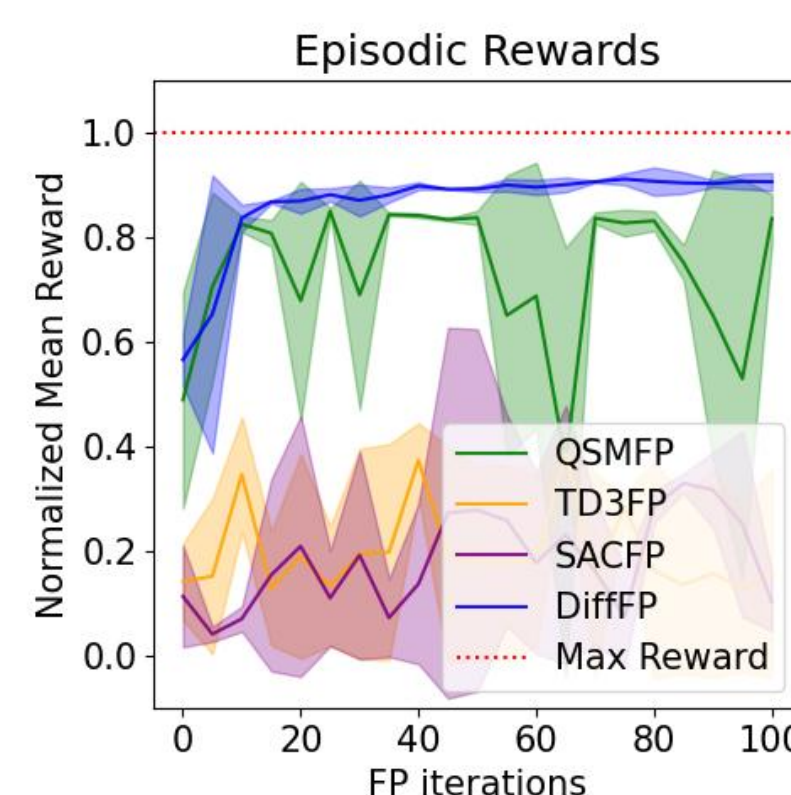 Episodic Rewards
Normalized Mean Reward
1.0
0.8
0.6
0.4
0.2
0.0
QSMFP
TD3FP
SACFP
DiffFP
Max Reward
0 20 40 60 80 100
FP iterations